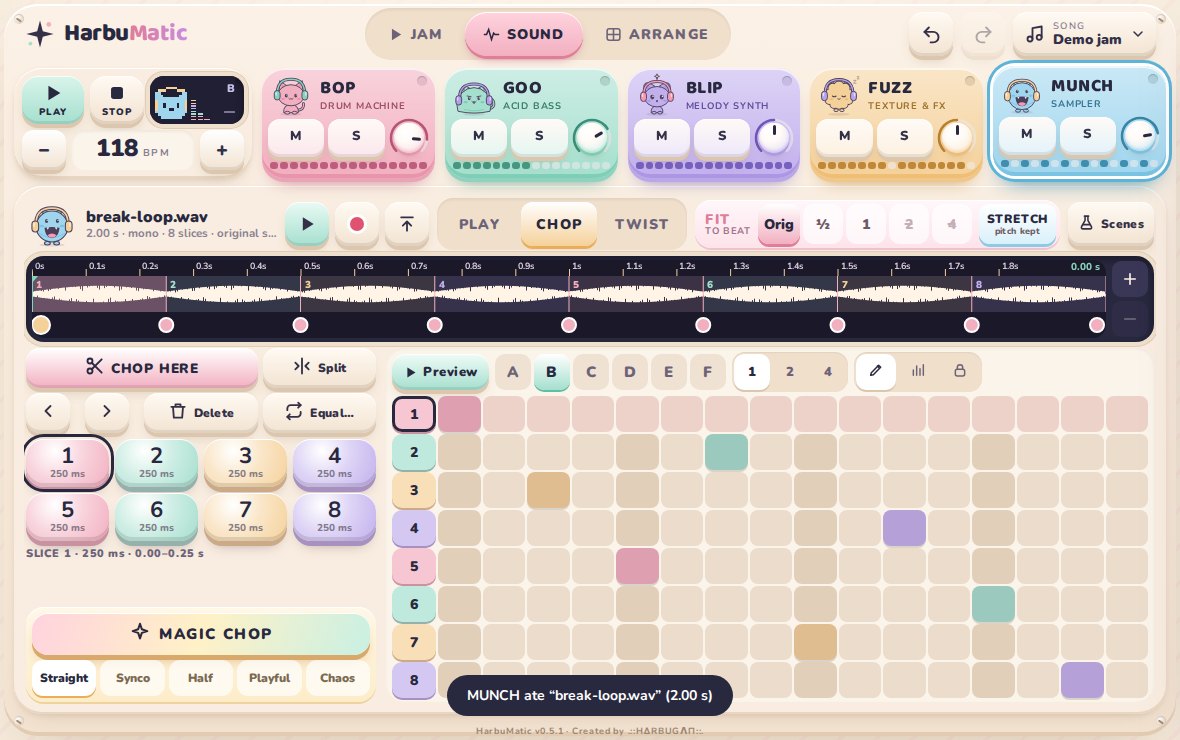 HarbuMatic
JAM
SOUND
ARRANGE
SONG
Demo jam
PLAY
STOP
B
118 BPM
BOP
DRUM MACHINE
M S
GOO
ACID BASS
M S
BLIP
MELODY SYNTH
M S
FUZZ
TEXTURE & FX
M S
MUNCH
SAMPLER
M S
break-loop.wav
2.00 s · mono · 8 slices · original s...
PLAY
CHOP
TWIST
FIT
TO BEAT
Orig
½
1
2
4
STRETCH
pitch kept
Scenes
0s 0.1s 0.2s 0.3s 0.4s 0.5s 0.6s 0.7s 0.8s 0.9s 1s 1.1s 1.2s 1.3s 1.4s 1.5s 1.6s 1.7s 1.8s 0.00 s
1 2 3 4 5 6 7 8
CHOP HERE
Split
Delete
Equal...
1
250 ms
2
250 ms
3
250 ms
4
250 ms
5
250 ms
6
250 ms
7
250 ms
8
250 ms
SLICE 1 · 250 ms · 0.00–0.25 s
MAGIC CHOP
Straight
Synco
Half
Playful
Chaos
Preview
A B C D E F
1 2 4
1
2
3
4
5
6
7
8
MUNCH ate “break-loop.wav” (2.00 s)
HarbuMatic v0.5.1 · Created by .::HΔRBUGΛΠ::.